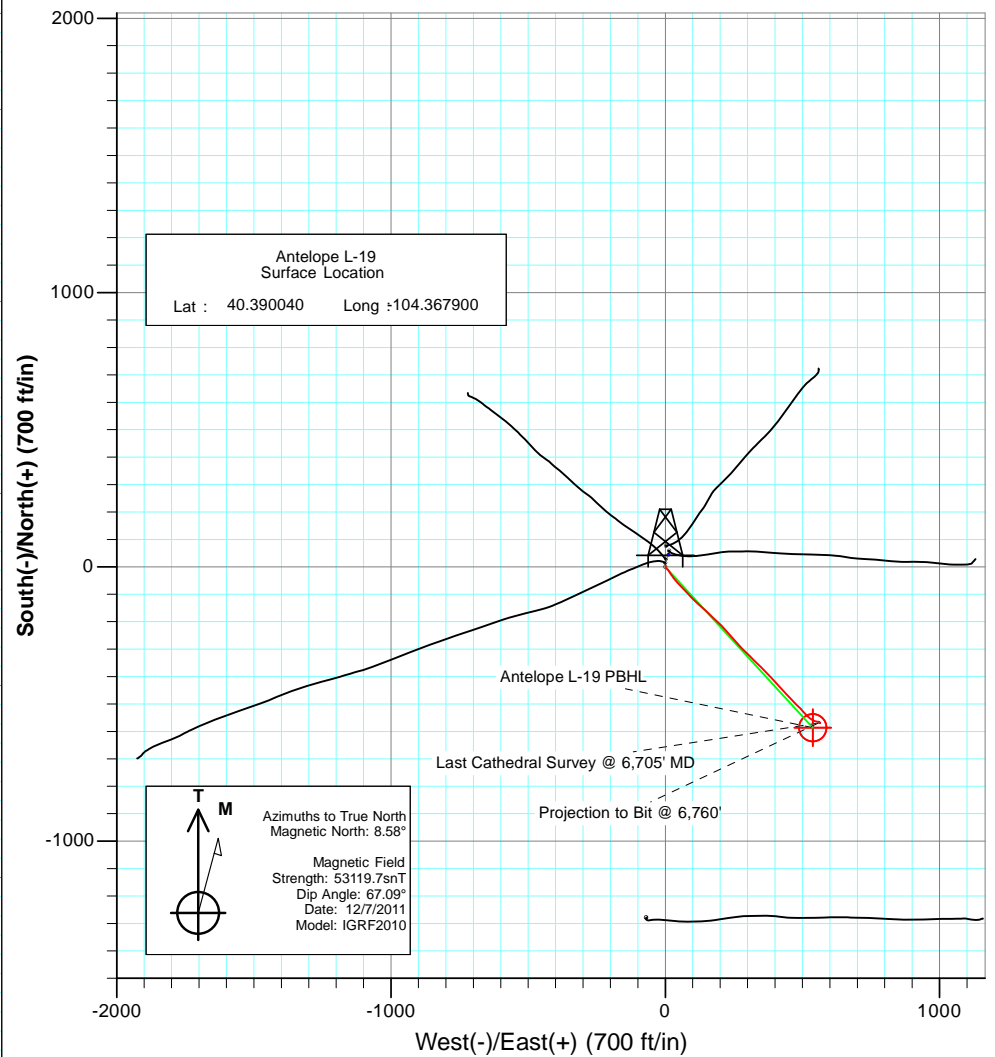 2000
1000
0
-1000
South(-)/North(+) (700 ft/in)
Antelope L-19
Surface Location
Lat : 40.390040 Long :-104.367900
Antelope L-19 PBHL
Last Cathedral Survey @ 6,705' MD
Projection to Bit @ 6,760'
T
M
Azimuths to True North
Magnetic North: 8.58°
Magnetic Field
Strength: 53119.7snT
Dip Angle: 67.09°
Date: 12/7/2011
Model: IGRF2010
-2000 -1000 0 1000
West(-)/East(+) (700 ft/in)